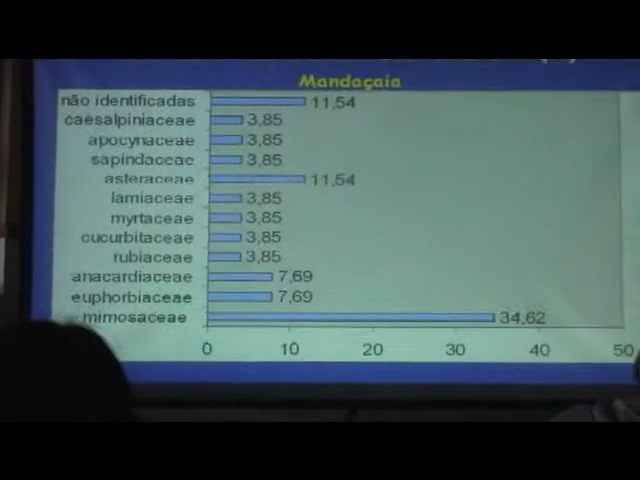 Mandaçaia
não identificadas 11,54
caesalpiniaceae 3,85
apocynaceae 3,85
sapindaceae 3,85
asteraceae 11,54
lamiaceae 3,85
myrtaceae 3,85
cucurbitaceae 3,85
rubiaceae 3,85
anacardiaceae 7,69
euphorbiaceae 7,69
mimosaceae 34,62
0 10 20 30 40 50